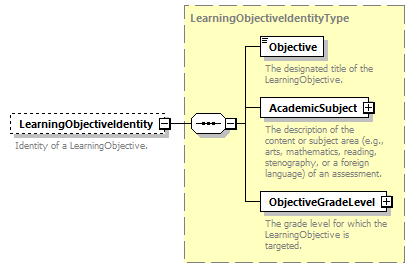 LearningObjectiveIdentityType
Objective
The designated title of the
LearningObjective.
AcademicSubject
The description of the
content or subject area (e.g.,
arts, mathematics, reading,
stenography, or a foreign
language) of an assessment.
LearningObjectiveIdentity
Identity of a LearningObjective.
ObjectiveGradeLevel
The grade level for which the
LearningObjective is
targeted.